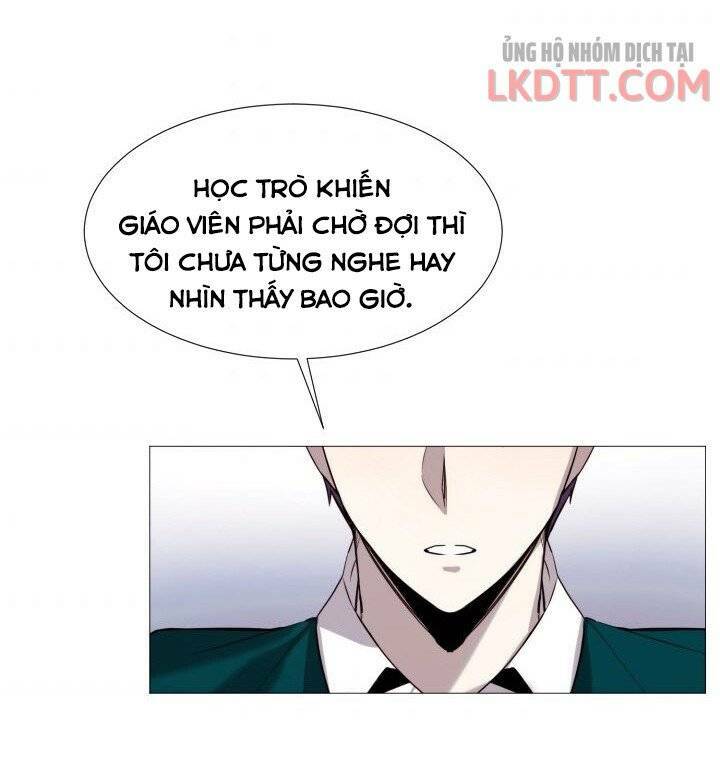 ỦNG HỘ NHÓM DỊCH TẠI
LKDTT.COM
HỌC TRÒ KHIẾN
GIÁO VIÊN PHẢI CHỜ ĐỢI THÌ
TÔI CHƯA TỪNG NGHE HAY
NHÌN THẤY BAO GIỜ.